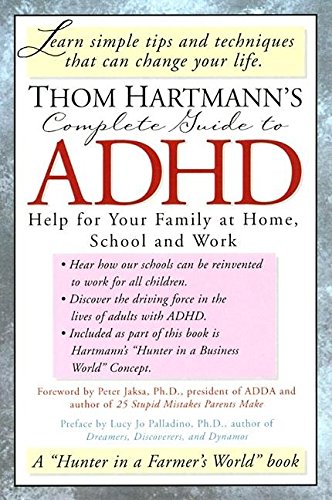 Learn simple tips and techniques
that can change your life.
THOM HARTMANN'S
Complete Guide to
ADHD
Help for Your Family at Home,
School and Work
• Hear how our schools can be reinvented
to work for all children.
• Discover the driving force in the
lives of adults with ADHD.
• Included as part of this book is
Hartmann's "Hunter in a Business
World" Concept.
Foreword by Peter Jaksa, Ph.D., president of ADDA and
author of 25 Stupid Mistakes Parents Make
Preface by Lucy Jo Palladino, Ph.D., author of
Dreamers, Discoverers, and Dynamos
A "Hunter in a Farmer's World" book